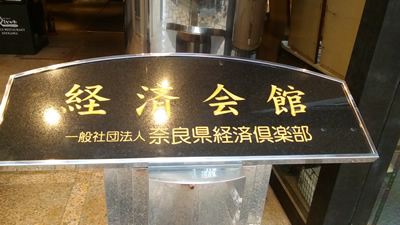 経済会館
一般社団法人 奈良県経済倶楽部